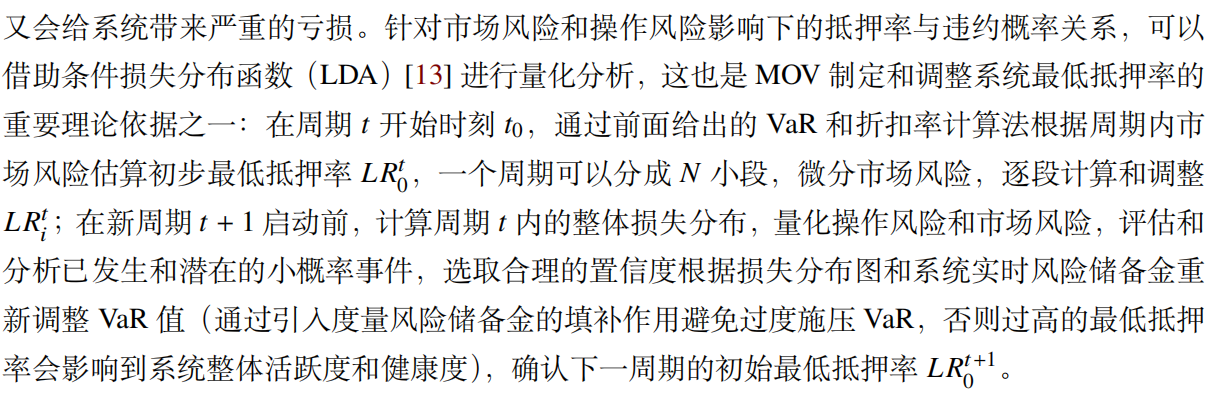 又会给系统带来严重的亏损。针对市场风险和操作风险影响下的抵押率与违约概率关系，可以
借助条件损失分布函数（LDA）[13] 进行量化分析，这也是 MOV 制定和调整系统最低抵押率的
重要理论依据之一：在周期 t 开始时刻 t₀，通过前面给出的 VaR 和折扣率计算法根据周期内市
场风险估算初步最低抵押率 LR₀ᵗ，一个周期可以分成 N 小段，微分市场风险，逐段计算和调整
LRᵢᵗ；在新周期 t + 1 启动前，计算周期 t 内的整体损失分布，量化操作风险和市场风险，评估和
分析已发生和潜在的小概率事件，选取合理的置信度根据损失分布图和系统实时风险储备金重
新调整 VaR 值（通过引入度量风险储备金的填补作用避免过度施压 VaR，否则过高的最低抵押
率会影响到系统整体活跃度和健康度），确认下一周期的初始最低抵押率 LR₀ᵗ⁺¹。